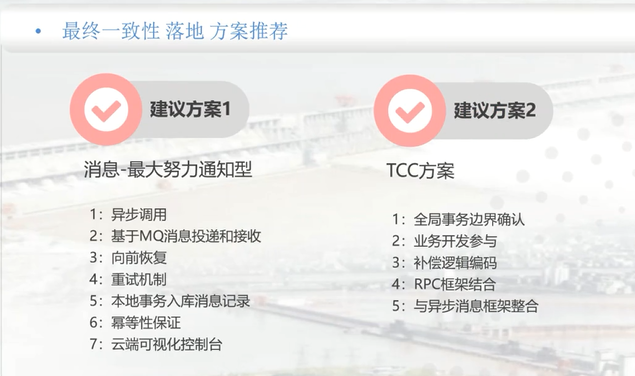 • 最终一致性 落地 方案推荐
建议方案1
消息-最大努力通知型
1：异步调用
2：基于MQ消息投递和接收
3：向前恢复
4：重试机制
5：本地事务入库消息记录
6：幂等性保证
7：云端可视化控制台
建议方案2
TCC方案
1：全局事务边界确认
2：业务开发参与
3：补偿逻辑编码
4：RPC框架结合
5：与异步消息框架整合